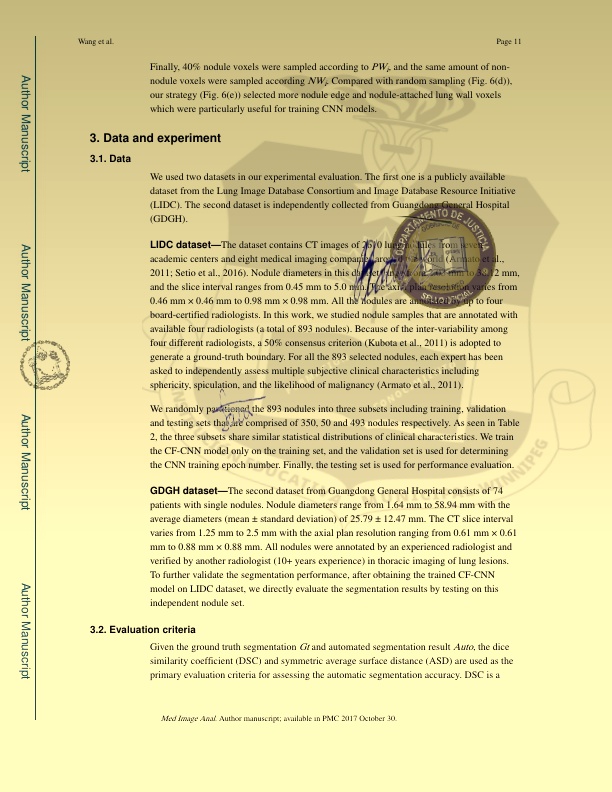 Wang et al.
Page 11
Finally, 40% nodule voxels were sampled according to PWp and the same amount of non-
nodule voxels were sampled according NWp. Compared with random sampling (Fig. 6(d)),
our strategy (Fig. 6(e)) selected more nodule edge and nodule-attached lung wall voxels
which were particularly useful for training CNN models.
3. Data and experiment
3.1. Data
We used two datasets in our experimental evaluation. The first one is a publicly available
dataset from the Lung Image Database Consortium and Image Database Resource Initiative
(LIDC). The second dataset is independently collected from Guangdong General Hospital
(GDGH).
LIDC dataset—The dataset contains CT images of 2610 lung nodules from seven
academic centers and eight medical imaging companies around the world (Armato et al.,
2011; Setio et al., 2016). Nodule diameters in this dataset mm to 38.12 mm,
and the slice interval ranges from 0.45 mm to 5.0 mm. The axial plan resolution varies from
0.46 mm × 0.46 mm to 0.98 mm × 0.98 mm. All the nodules are annotated by up to four
board-certified radiologists. In this work, we studied nodule samples that are annotated with
available four radiologists (a total of 893 nodules). Because of the inter-variability among
four different radiologists, a 50% consensus criterion (Kubota et al., 2011) is adopted to
generate a ground-truth boundary. For all the 893 selected nodules, each expert has been
asked to independently assess multiple subjective clinical characteristics including
sphericity, spiculation, and the likelihood of malignancy (Armato et al., 2011).
We randomly partitioned the 893 nodules into three subsets including training, validation
and testing sets that are comprised of 350, 50 and 493 nodules respectively. As seen in Table
2, the three subsets share similar statistical distributions of clinical characteristics. We train
the CF-CNN model only on the training set, and the validation set is used for determining
the CNN training epoch number. Finally, the testing set is used for performance evaluation.
GDGH dataset—The second dataset from Guangdong General Hospital consists of 74
patients with single nodules. Nodule diameters range from 1.64 mm to 58.94 mm with the
average diameters (mean ± standard deviation) of 25.79 ± 12.47 mm. The CT slice interval
varies from 1.25 mm to 2.5 mm with the axial plan resolution ranging from 0.61 mm × 0.61
mm to 0.88 mm × 0.88 mm. All nodules were annotated by an experienced radiologist and
verified by another radiologist (10+ years experience) in thoracic imaging of lung lesions.
To further validate the segmentation performance, after obtaining the trained CF-CNN
model on LIDC dataset, we directly evaluate the segmentation results by testing on this
independent nodule set.
3.2. Evaluation criteria
Given the ground truth segmentation Gt and automated segmentation result Auto, the dice
similarity coefficient (DSC) and symmetric average surface distance (ASD) are used as the
primary evaluation criteria for assessing the automatic segmentation accuracy. DSC is a
Med Image Anal. Author manuscript; available in PMC 2017 October 30.
Author Manuscript
Author Manuscript
Author Manuscript
Author Manuscript
DEPARTAMENTO DE JUSTICIA
SELLO OFICIAL
WINNIPEG